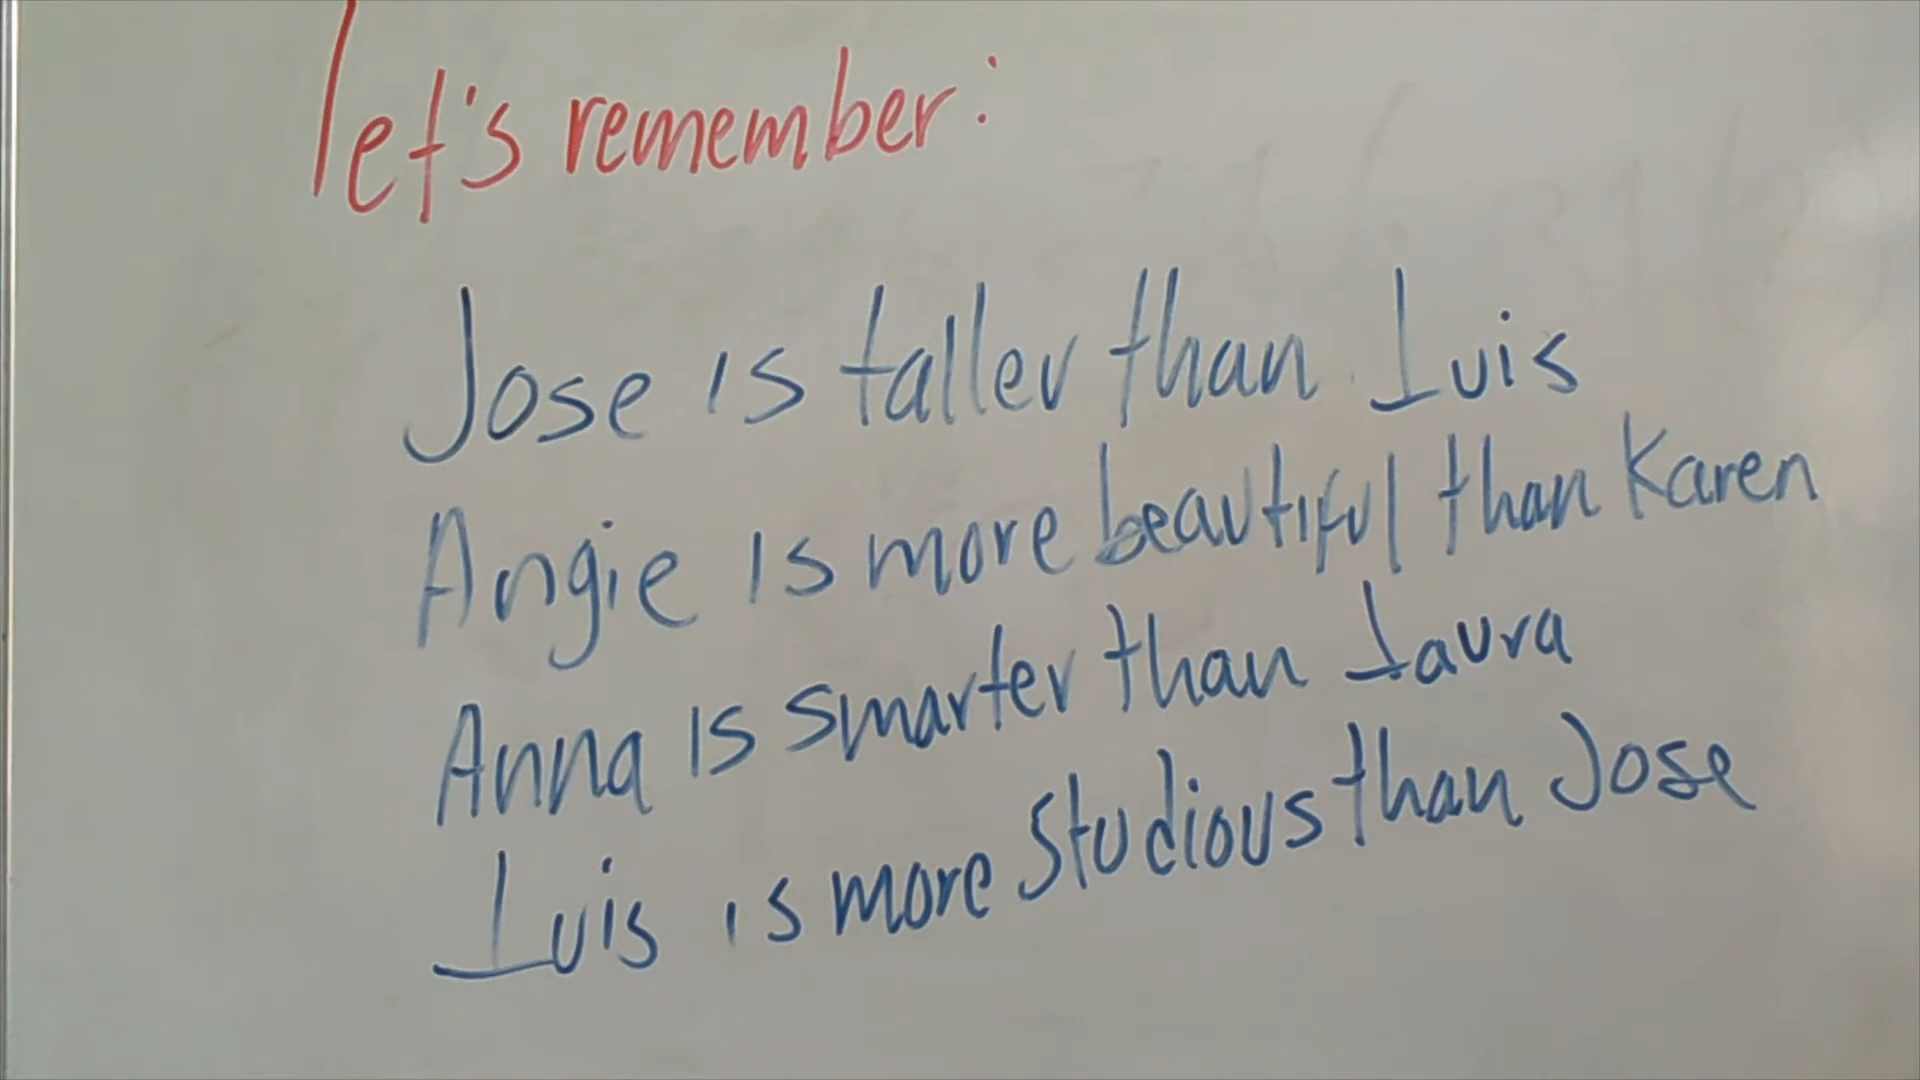 let's remember:
Jose is taller than Luis
Angie is more beautiful than Karen
Anna is smarter than Laura
Luis is more studious than Jose